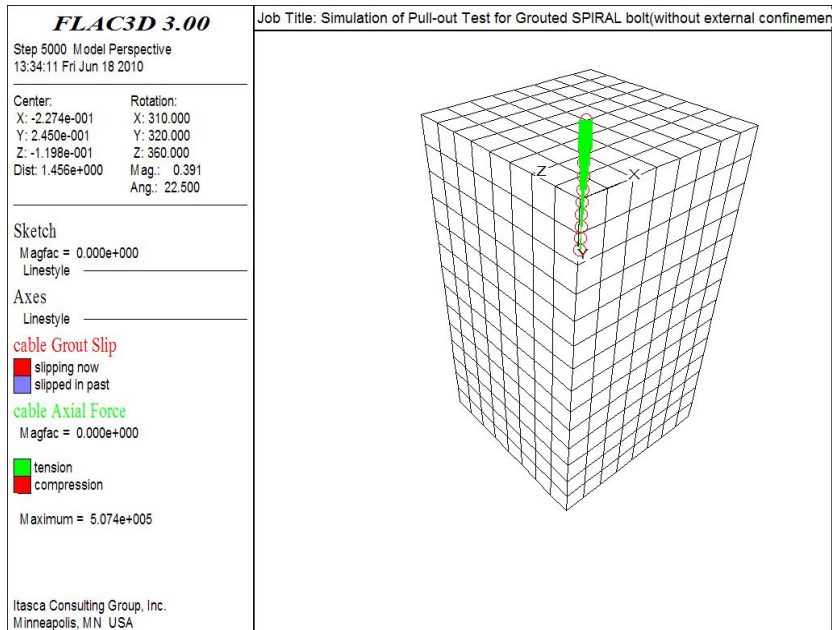 FLAC3D 3.00
Step 5000 Model Perspective
13:34:11 Fri Jun 18 2010
Center: Rotation:
X: -2.274e-001 X: 310.000
Y: 2.450e-001 Y: 320.000
Z: -1.198e-001 Z: 360.000
Dist: 1.456e+000 Mag.: 0.391
Ang.: 22.500
Sketch
Magfac = 0.000e+000
Linestyle
Axes
Linestyle
cable Grout Slip
slipping now
slipped in past
cable Axial Force
Magfac = 0.000e+000
tension
compression
Maximum = 5.074e+005
Itasca Consulting Group, Inc.
Minneapolis, MN USA
Job Title: Simulation of Pull-out Test for Grouted SPIRAL bolt(without external confinemen
Z
X
Y